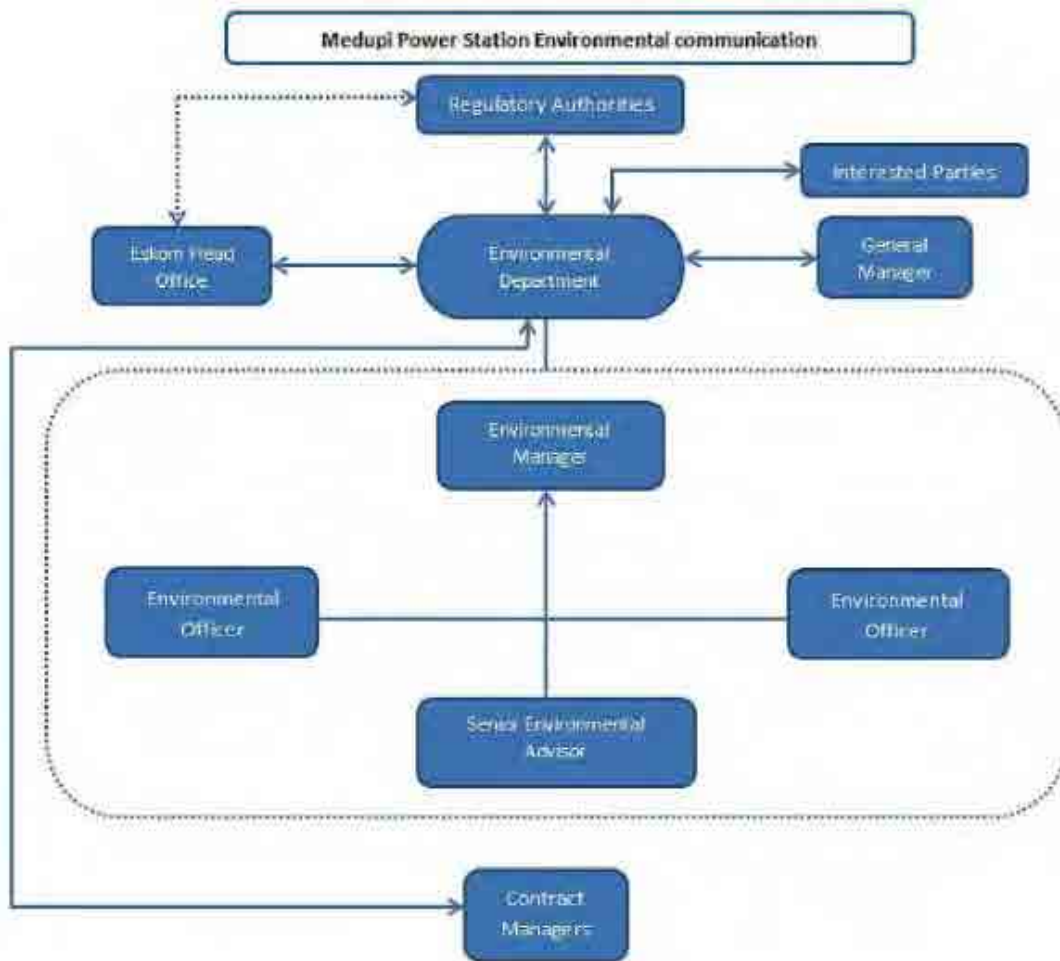 Medupi Power Station Environmental communication
Regulatory Authorities
Interested Parties
Eskom Head
Office
Environmental
Department
General
Manager
Environmental
Manager
Environmental
Officer
Environmental
Officer
Senior Environmental
Advisor
Contract
Managers